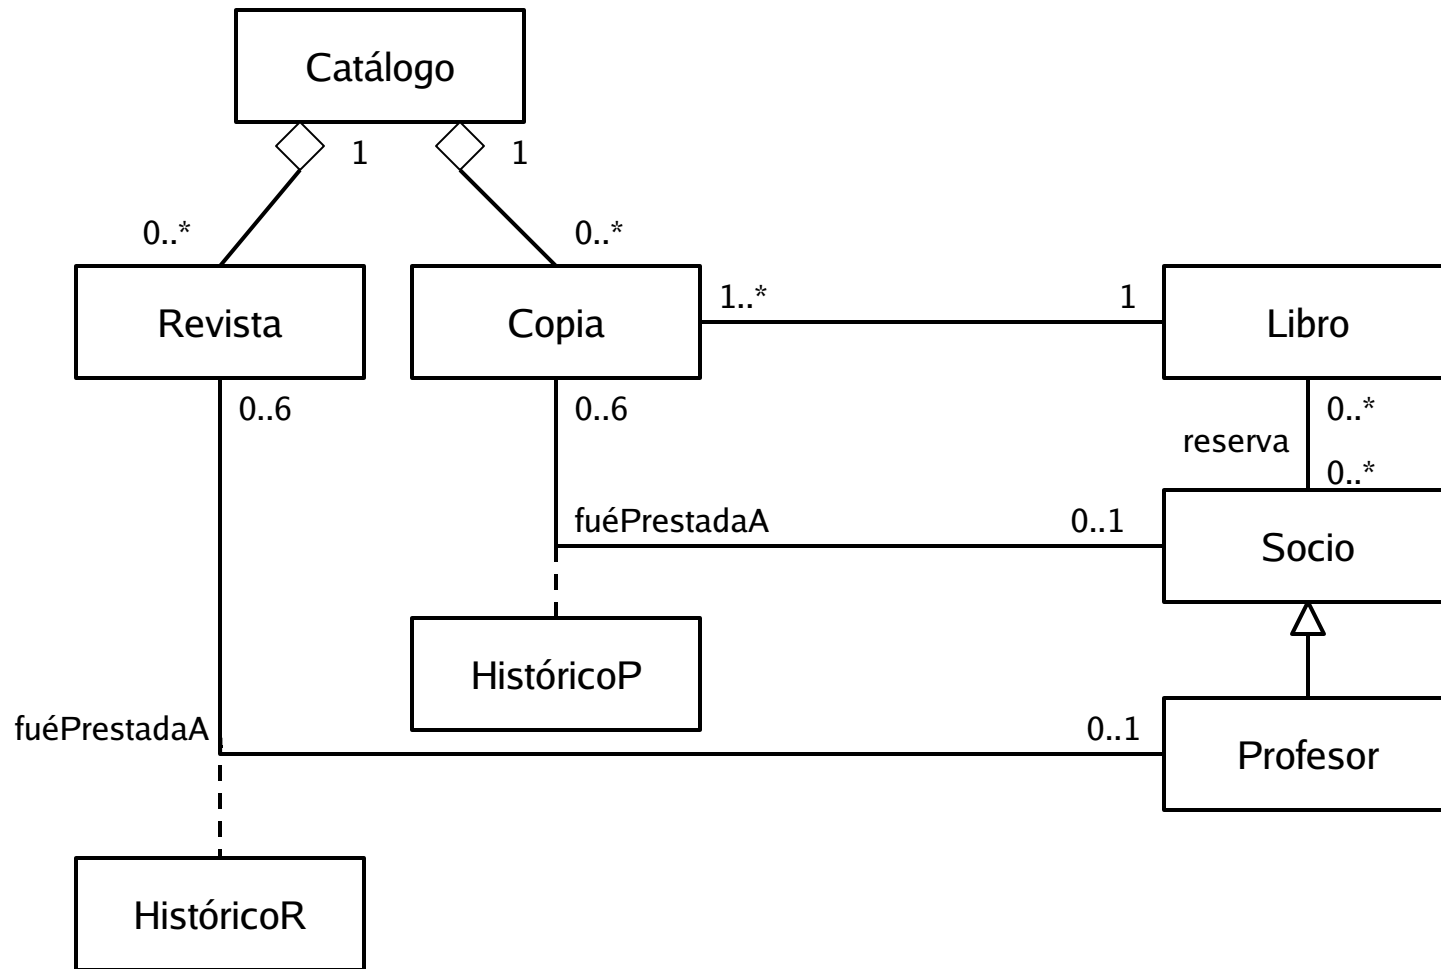 Catálogo
1
1
0..*
0..*
Revista
Copia
1..*
1
Libro
0..6
0..6
0..*
reserva
0..*
fuéPrestadaA
0..1
Socio
HistóricoP
fuéPrestadaA
0..1
Profesor
HistóricoR